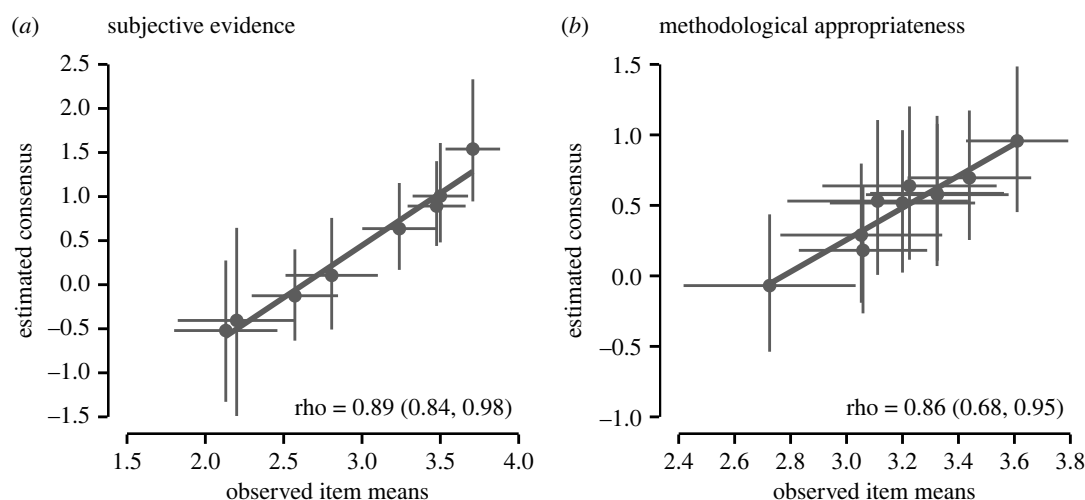 (a) subjective evidence
2.5
2.0
1.5
1.0
0.5
0.0
–0.5
–1.0
–1.5
estimated consensus
rho = 0.89 (0.84, 0.98)
1.5 2.0 2.5 3.0 3.5 4.0
observed item means
(b) methodological appropriateness
1.5
1.0
0.5
0.0
–0.5
–1.0
estimated consensus
rho = 0.86 (0.68, 0.95)
2.4 2.6 2.8 3.0 3.2 3.4 3.6 3.8
observed item means